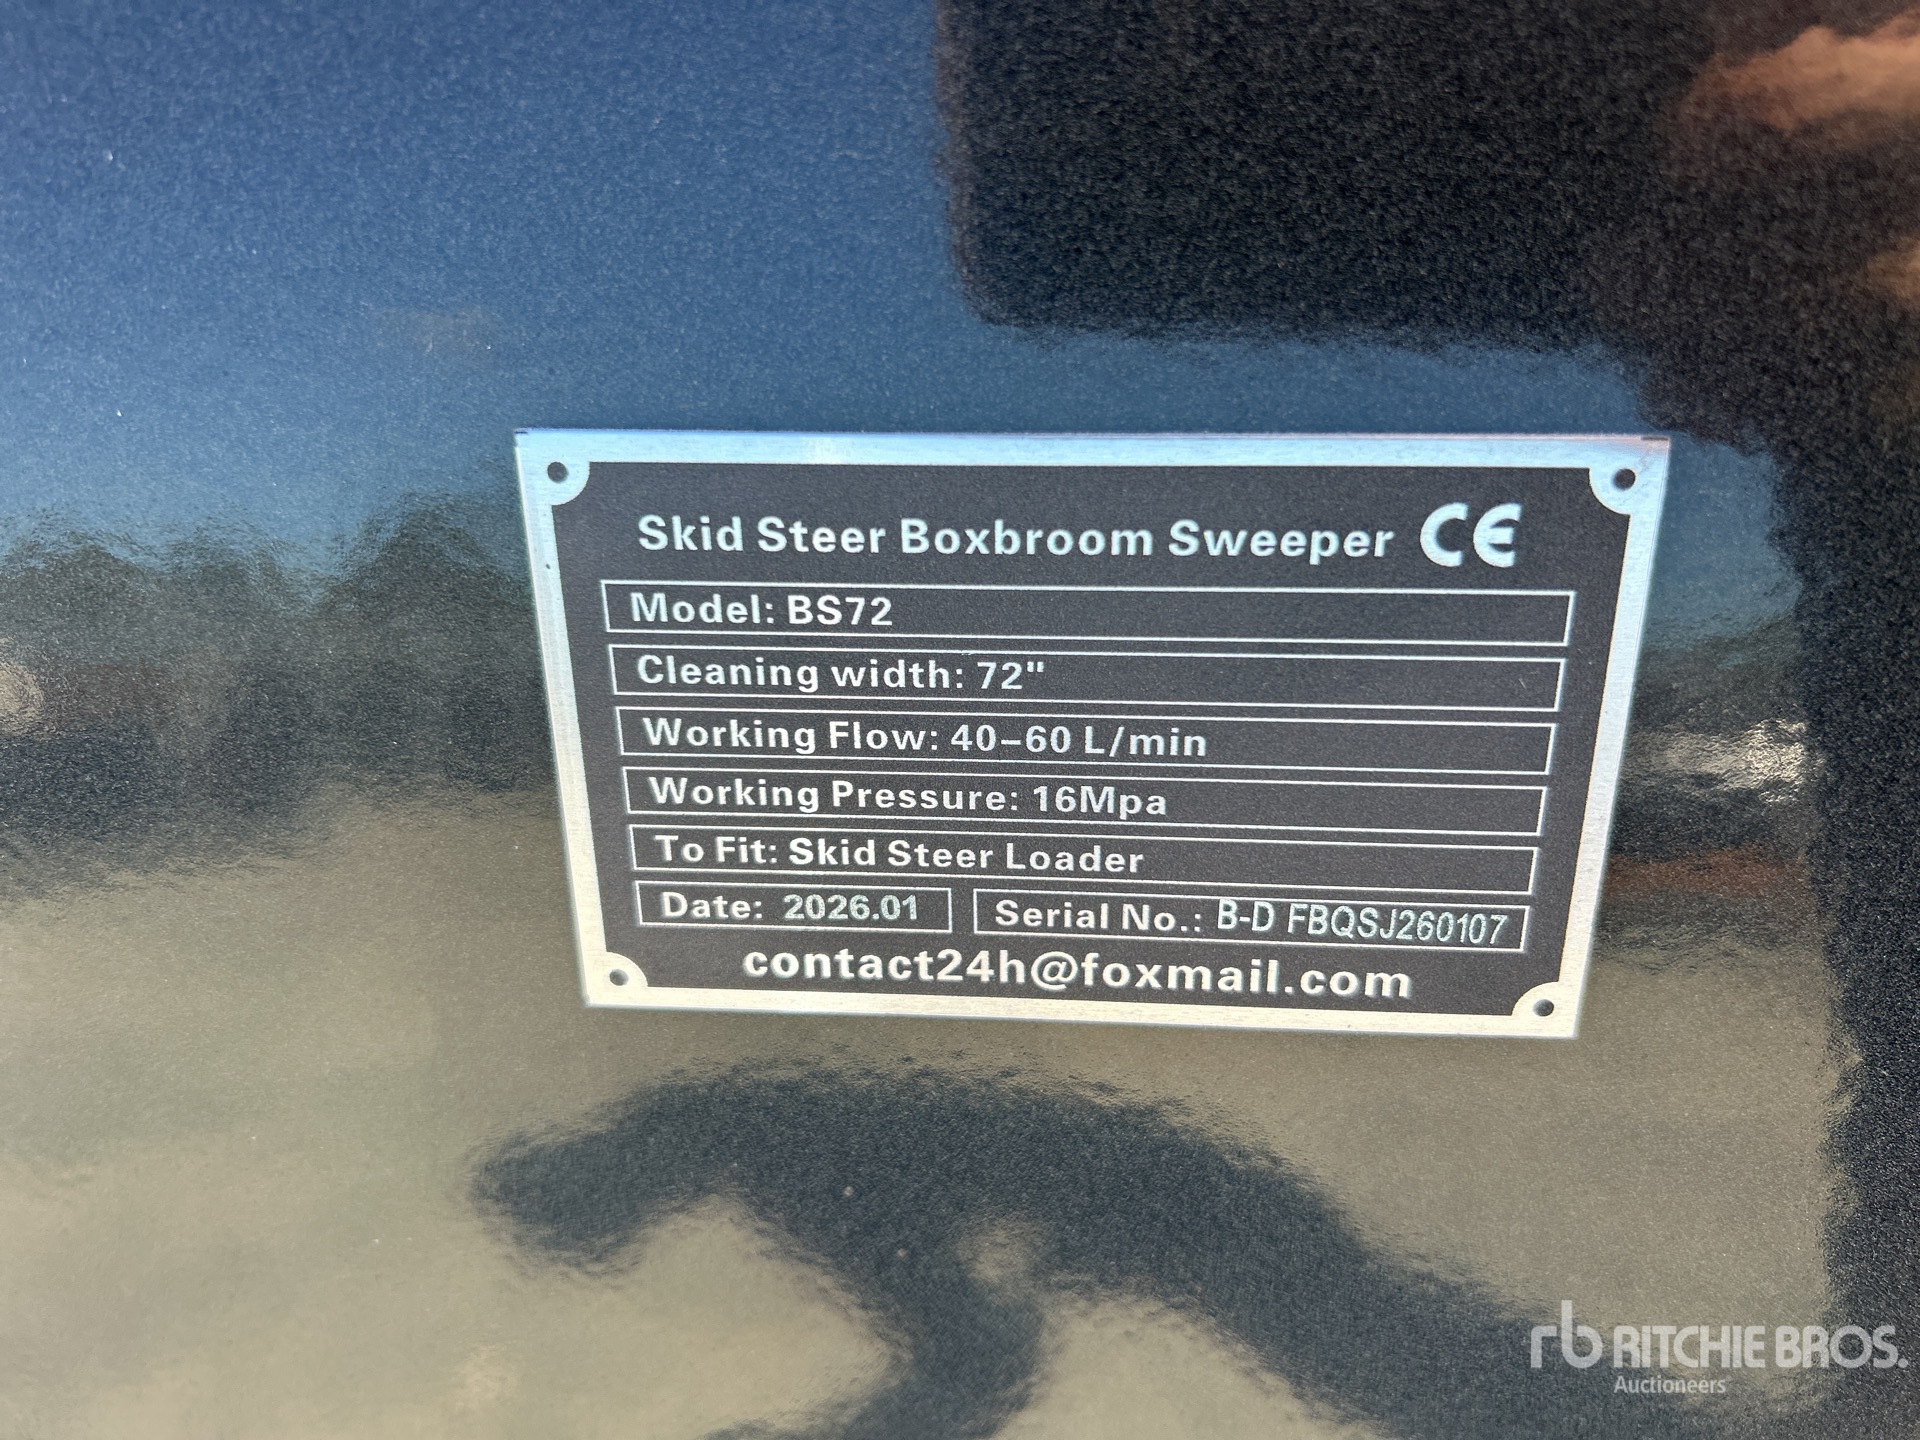 Skid Steer Boxbroom Sweeper CE
Model: BS72
Cleaning width: 72"
Working Flow: 40-60 L/min
Working Pressure: 16Mpa
To Fit: Skid Steer Loader
Date: 2026.01 Serial No.: B-D FBQSJ260107
contact24h@foxmail.com
rb RITCHIE BROS.
Auctioneers